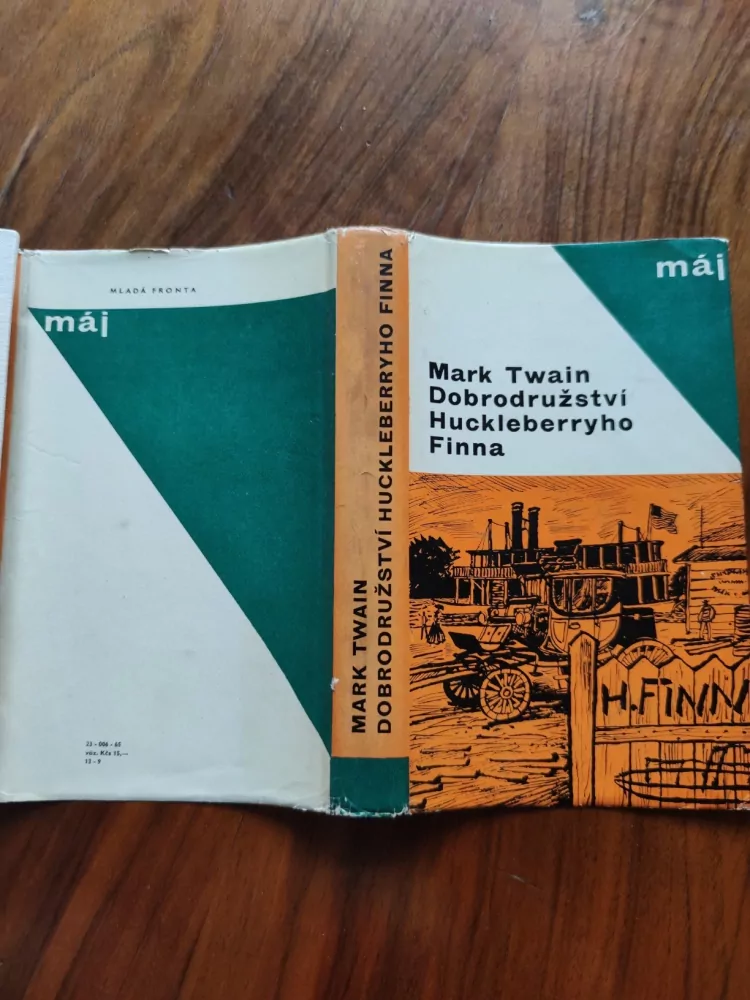 MLADÁ FRONTA
máj
23 - 006 - 65
váz. Kčs 15,—
13 - 9
MARK TWAIN
DOBRODRUŽSTVÍ HUCKLEBERRYHO FINNA
máj
Mark Twain
Dobrodružství
Huckleberryho
Finna
H.FINN